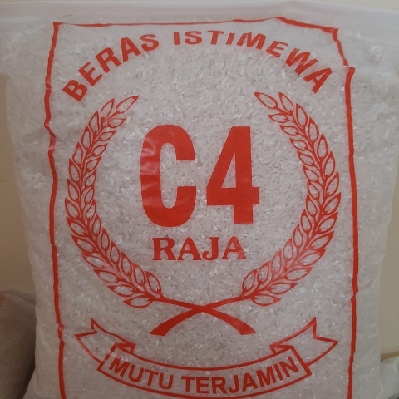 BERAS ISTIMEWA
C4
RAJA
MUTU TERJAMIN